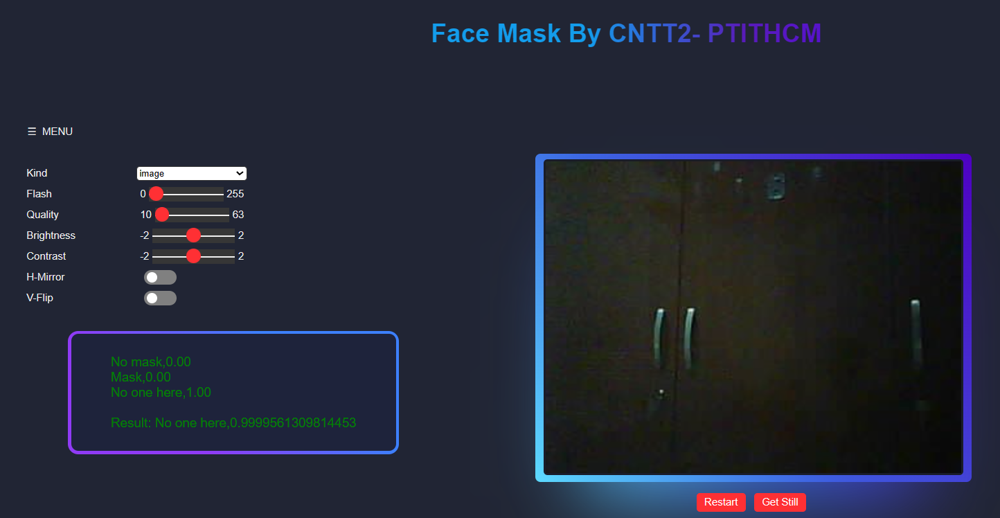 Face Mask By CNTT2- PTITHCM
☰ MENU
Kind image
Flash 0 255
Quality 10 63
Brightness -2 2
Contrast -2 2
H-Mirror
V-Flip
No mask,0.00
Mask,0.00
No one here,1.00
Result: No one here,0.9999561309814453
Restart Get Still